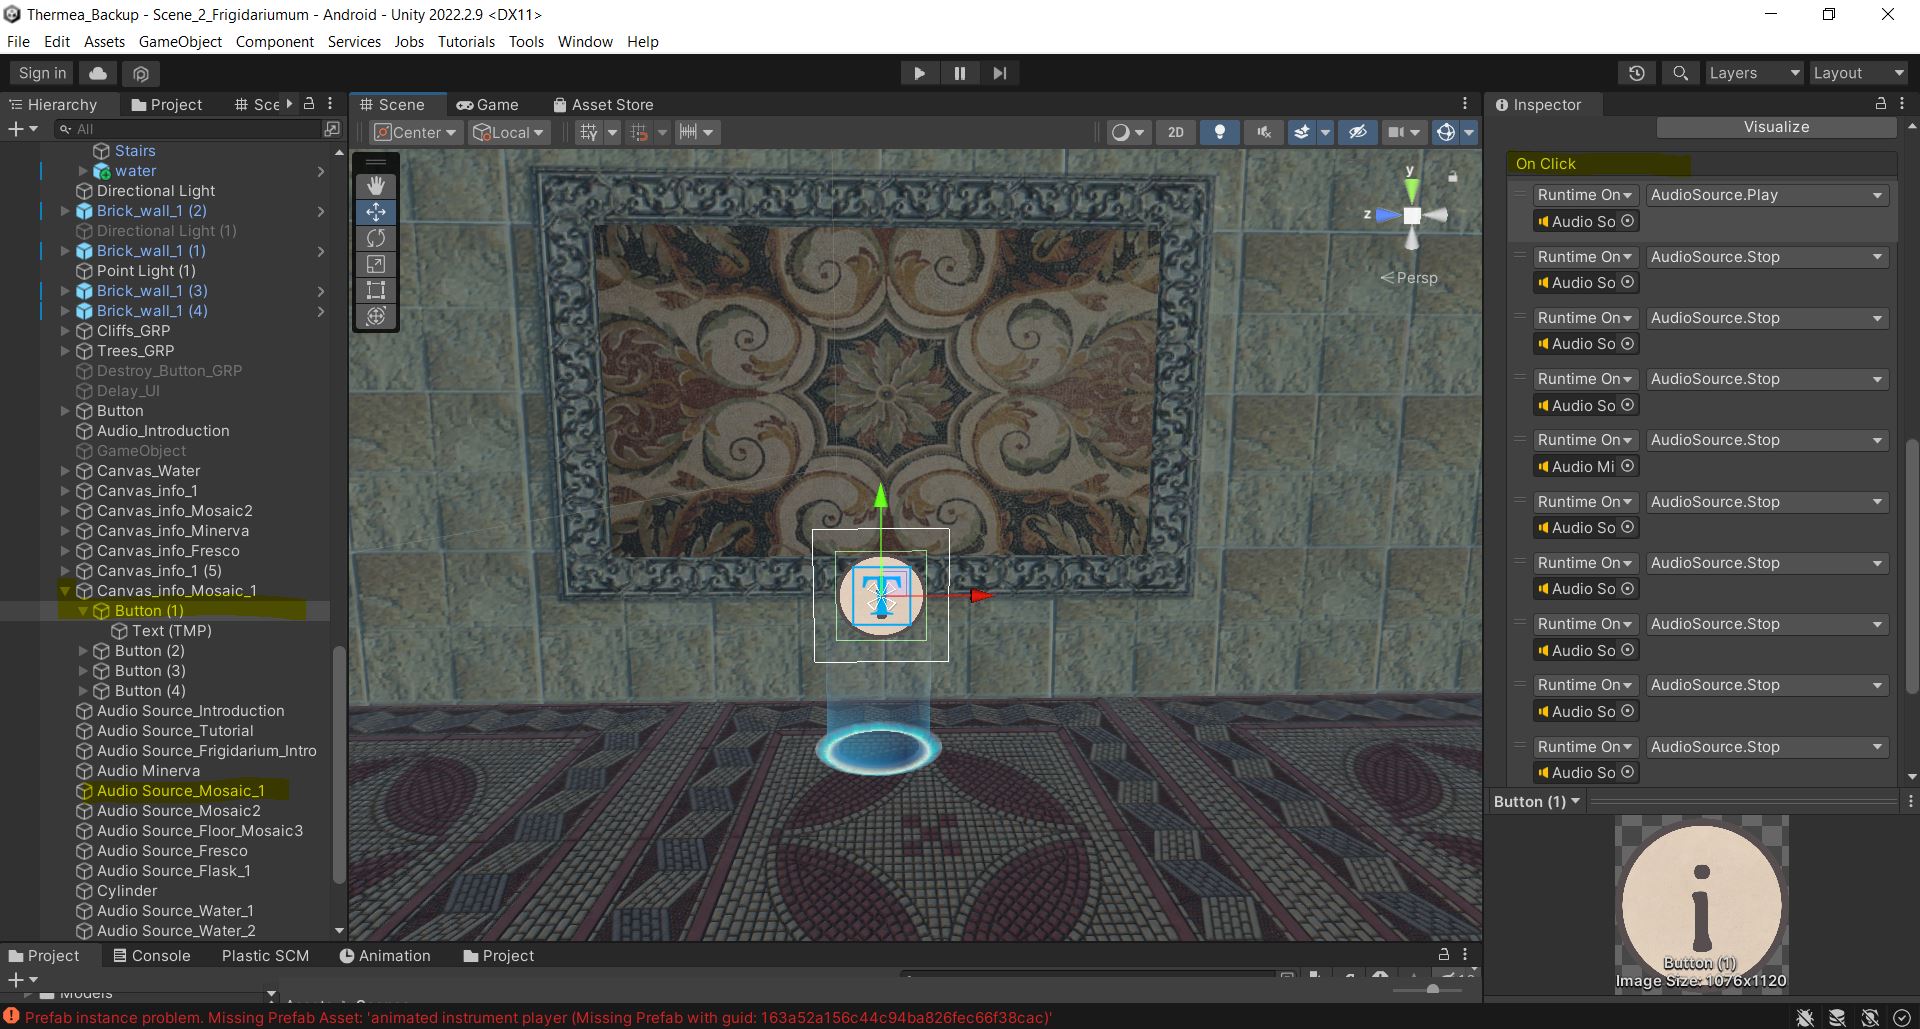 Thermea_Backup - Scene_2_Frigidariumum - Android - Unity 2022.2.9 <DX11>
File Edit Assets GameObject Component Services Jobs Tutorials Tools Window Help
Sign in
Layers
Layout
Hierarchy
Project
Sce
All
Stairs
water
Directional Light
Brick_wall_1 (2)
Directional Light (1)
Brick_wall_1 (1)
Point Light (1)
Brick_wall_1 (3)
Brick_wall_1 (4)
Cliffs_GRP
Trees_GRP
Destroy_Button_GRP
Delay_UI
Button
Audio_Introduction
GameObject
Canvas_Water
Canvas_info_1
Canvas_info_Mosaic2
Canvas_info_Minerva
Canvas_info_Fresco
Canvas_info_1 (5)
Canvas_info_Mosaic_1
Button (1)
Text (TMP)
Button (2)
Button (3)
Button (4)
Audio Source_Introduction
Audio Source_Tutorial
Audio Source_Frigidarium_Intro
Audio Minerva
Audio Source_Mosaic_1
Audio Source_Mosaic2
Audio Source_Floor_Mosaic3
Audio Source_Fresco
Audio Source_Flask_1
Cylinder
Audio Source_Water_1
Audio Source_Water_2
Scene
Game
Asset Store
Center
Local
2D
y
z
Persp
T
Inspector
Visualize
On Click
Runtime On AudioSource.Play
Audio So
Runtime On AudioSource.Stop
Audio So
Runtime On AudioSource.Stop
Audio So
Runtime On AudioSource.Stop
Audio So
Runtime On AudioSource.Stop
Audio Mi
Runtime On AudioSource.Stop
Audio So
Runtime On AudioSource.Stop
Audio So
Runtime On AudioSource.Stop
Audio So
Runtime On AudioSource.Stop
Audio So
Runtime On AudioSource.Stop
Audio So
Button (1)
i
Button (1)
Image Size: 1076x1120
Project
Console
Plastic SCM
Animation
Project
Models
Prefab instance problem. Missing Prefab Asset: 'animated instrument player (Missing Prefab with guid: 163a52a156c44c94ba826fec66f38cac)'